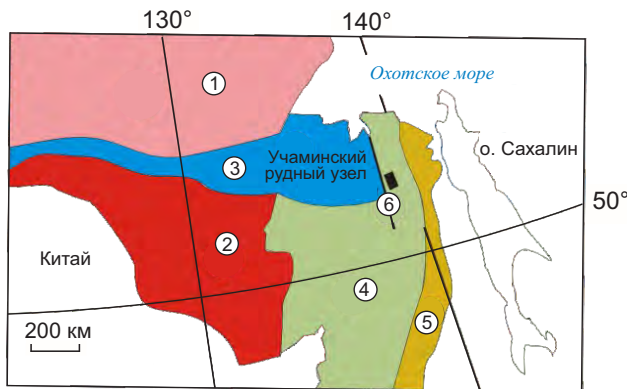 130°
140°
Охотское море
1
о. Сахалин
3
Учаминский
рудный узел
6
50°
2
Китай
4
5
200 км